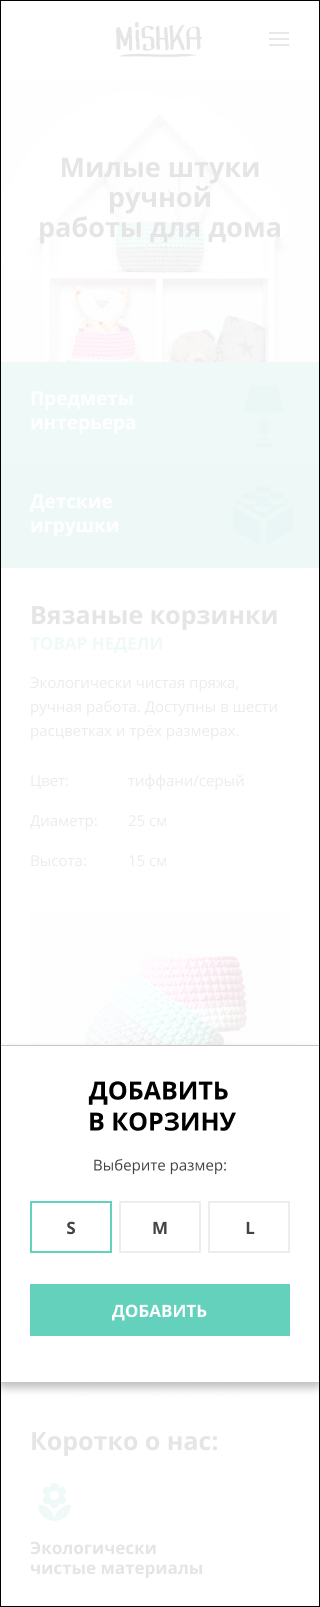 MiSHKA
Милые штуки
ручной
работы для дома
Предметы
интерьера
Детские
игрушки
Вязаные корзинки
ТОВАР НЕДЕЛИ
Экологически чистая пряжа,
ручная работа. Доступны в шести
расцветках и трёх размерах.
Цвет: тиффани/серый
Диаметр: 25 см
Высота: 15 см
ДОБАВИТЬ
В КОРЗИНУ
Выберите размер:
S M L
ДОБАВИТЬ
Коротко о нас:
Экологически
чистые материалы